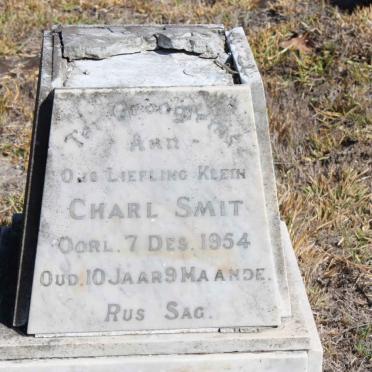 Ter Gedagtenis
Aan
Ons Liefling Klein
Charl Smit
Oorl. 7 Des. 1954
Oud. 10 Jaar 9 Maande.
Rus Sag.